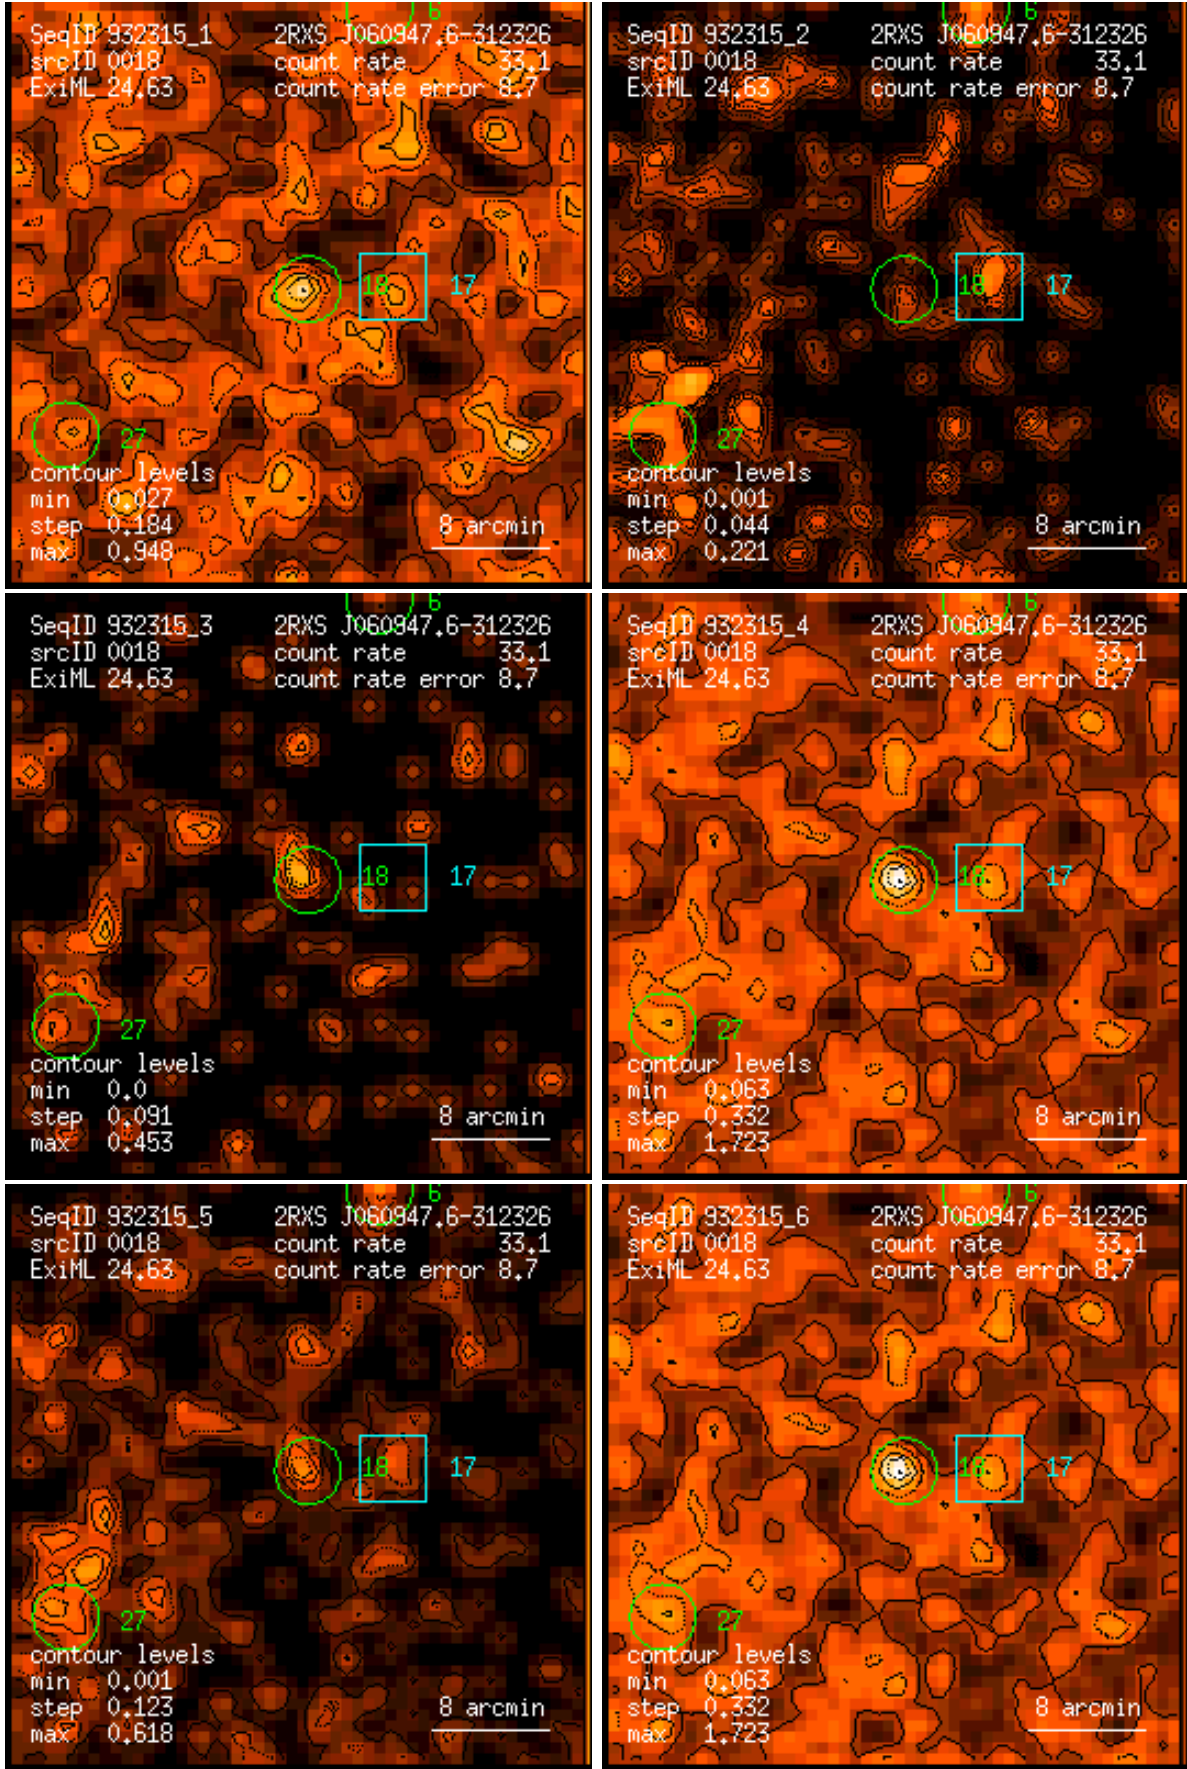 6
SeqID 932315_1 2RXS J060947.6-312326
srcID 0018 count rate 33.1
ExiML 24.63 count rate error 8.7
18 17
27
contour levels
min 0.027
step 0.184 8 arcmin
max 0.948
6
SeqID 932315_2 2RXS J060947.6-312326
srcID 0018 count rate 33.1
ExiML 24.63 count rate error 8.7
18 17
27
contour levels
min 0.001
step 0.044 8 arcmin
max 0.221
6
SeqID 932315_3 2RXS J060947.6-312326
srcID 0018 count rate 33.1
ExiML 24.63 count rate error 8.7
18 17
27
contour levels
min 0.0
step 0.091 8 arcmin
max 0.453
6
SeqID 932315_4 2RXS J060947.6-312326
srcID 0018 count rate 33.1
ExiML 24.63 count rate error 8.7
18 17
27
contour levels
min 0.063
step 0.332 8 arcmin
max 1.723
6
SeqID 932315_5 2RXS J060947.6-312326
srcID 0018 count rate 33.1
ExiML 24.63 count rate error 8.7
18 17
27
contour levels
min 0.001
step 0.123 8 arcmin
max 0.618
6
SeqID 932315_6 2RXS J060947.6-312326
srcID 0018 count rate 33.1
ExiML 24.63 count rate error 8.7
18 17
27
contour levels
min 0.063
step 0.332 8 arcmin
max 1.723